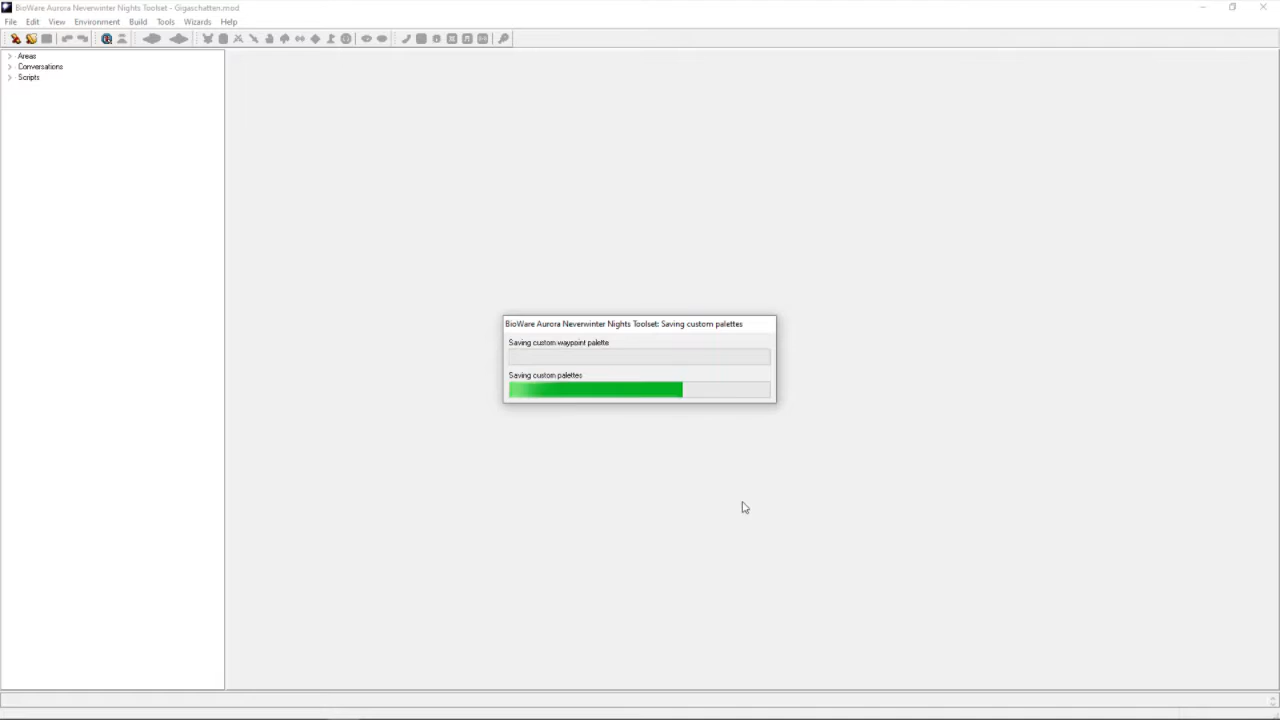 BioWare Aurora Neverwinter Nights Toolset - Gigaschatten.mod
File Edit View Environment Build Tools Wizards Help
Areas
Conversations
Scripts
BioWare Aurora Neverwinter Nights Toolset: Saving custom palettes
Saving custom waypoint palette
Saving custom palettes